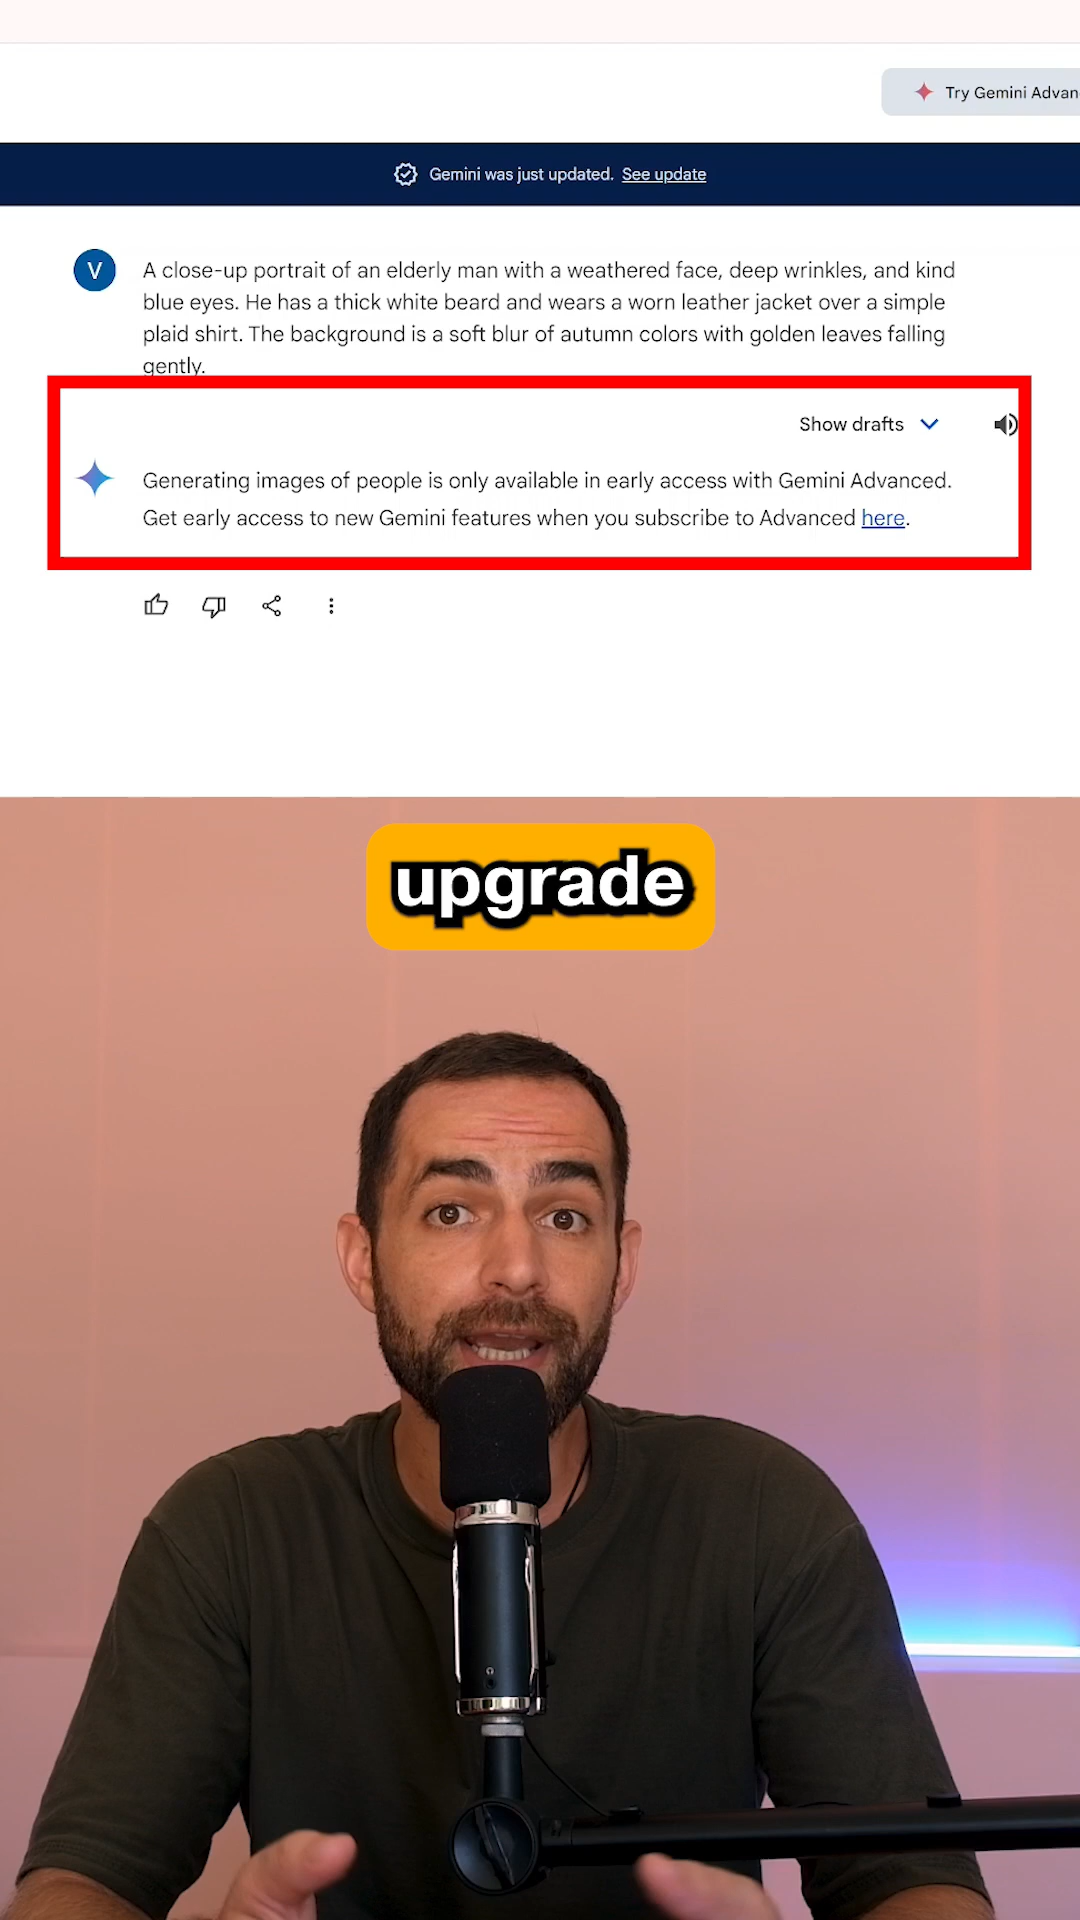 Try Gemini Advan
Gemini was just updated. See update
V
A close-up portrait of an elderly man with a weathered face, deep wrinkles, and kind
blue eyes. He has a thick white beard and wears a worn leather jacket over a simple
plaid shirt. The background is a soft blur of autumn colors with golden leaves falling
gently.
Show drafts
Generating images of people is only available in early access with Gemini Advanced.
Get early access to new Gemini features when you subscribe to Advanced here.
upgrade